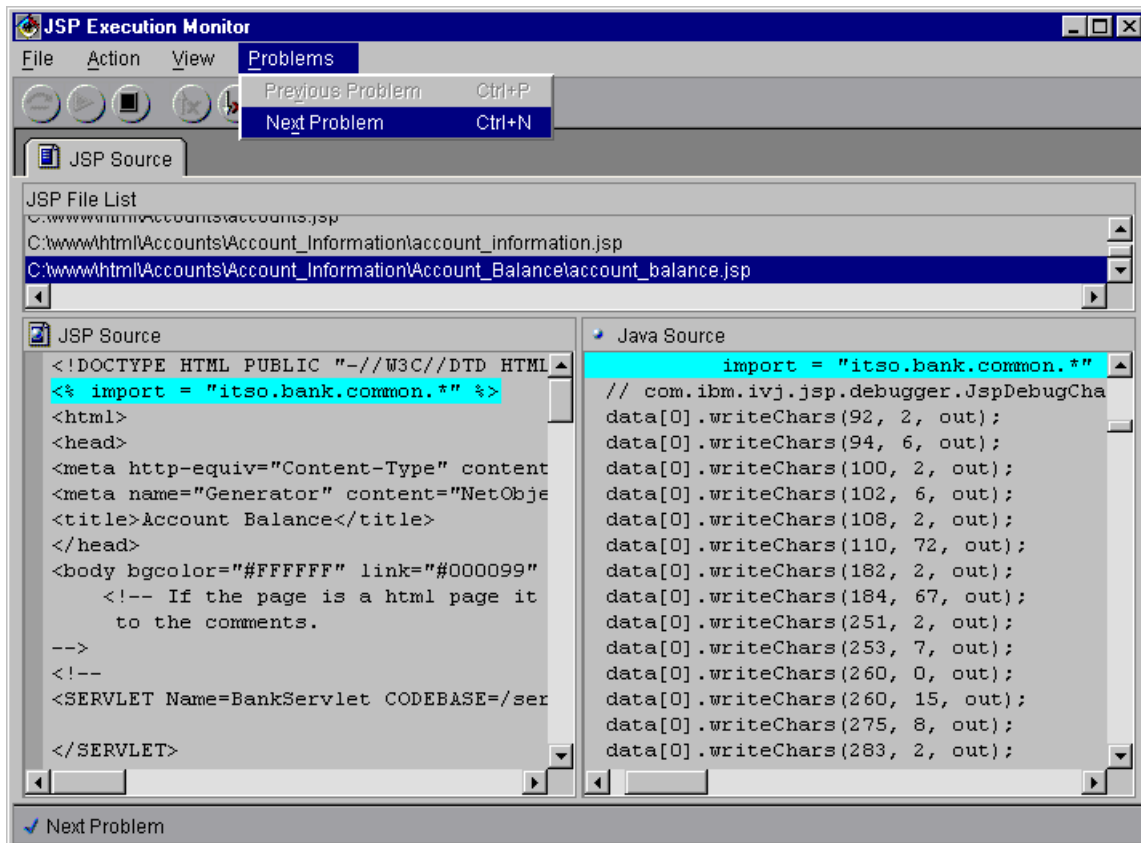 JSP Execution Monitor
File Action View Problems
Previous Problem Ctrl+P
Next Problem Ctrl+N
JSP Source
JSP File List
C:\www\html\Accounts\accounts.jsp
C:\www\html\Accounts\Account_Information\account_information.jsp
C:\www\html\Accounts\Account_Information\Account_Balance\account_balance.jsp
JSP Source
<!DOCTYPE HTML PUBLIC "-//W3C//DTD HTML
<% import = "itso.bank.common.*" %>
<html>
<head>
<meta http-equiv="Content-Type" content
<meta name="Generator" content="NetObje
<title>Account Balance</title>
</head>
<body bgcolor="#FFFFFF" link="#000099"
<!-- If the page is a html page it
to the comments.
-->
<!--
<SERVLET Name=BankServlet CODEBASE=/ser
</SERVLET>
Java Source
import = "itso.bank.common.*"
// com.ibm.ivj.jsp.debugger.JspDebugCha
data[0].writeChars(92, 2, out);
data[0].writeChars(94, 6, out);
data[0].writeChars(100, 2, out);
data[0].writeChars(102, 6, out);
data[0].writeChars(108, 2, out);
data[0].writeChars(110, 72, out);
data[0].writeChars(182, 2, out);
data[0].writeChars(184, 67, out);
data[0].writeChars(251, 2, out);
data[0].writeChars(253, 7, out);
data[0].writeChars(260, 0, out);
data[0].writeChars(260, 15, out);
data[0].writeChars(275, 8, out);
data[0].writeChars(283, 2, out);
Next Problem